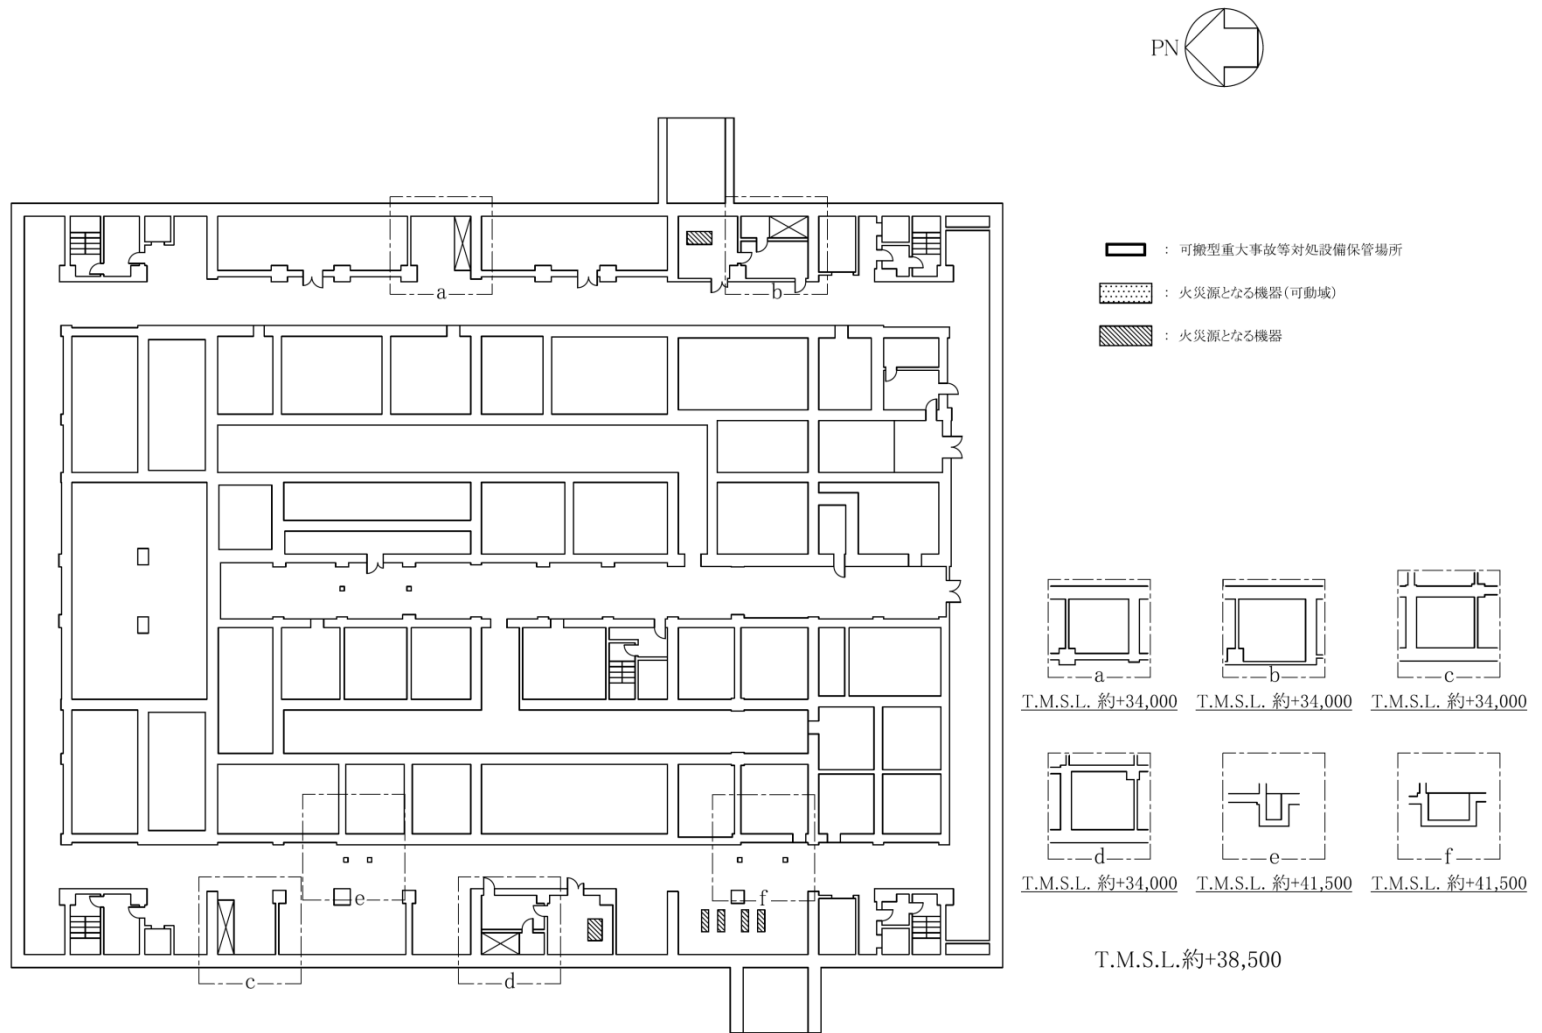 PN
： 可搬型重大事故等対処設備保管場所
： 火災源となる機器（可動域）
： 火災源となる機器
a
b
e
f
c
d
a
b
c
T.M.S.L. 約+34,000
T.M.S.L. 約+34,000
T.M.S.L. 約+34,000
d
e
f
T.M.S.L. 約+34,000
T.M.S.L. 約+41,500
T.M.S.L. 約+41,500
T.M.S.L.約+38,500